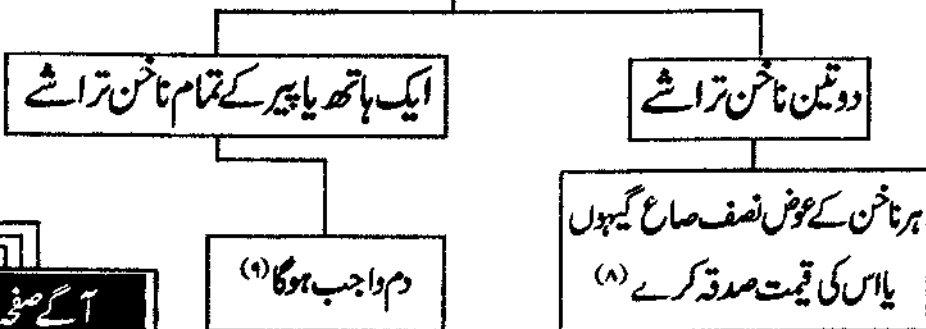 دو تین ناخن تراشے
ایک ہاتھ یا پیر کے تمام ناخن تراشے
ہر ناخن کے عوض نصف صاع گیہوں
یا اس کی قیمت صدقہ کرے (۸)
دم واجب ہوگا (۹)
آگے صفحہ